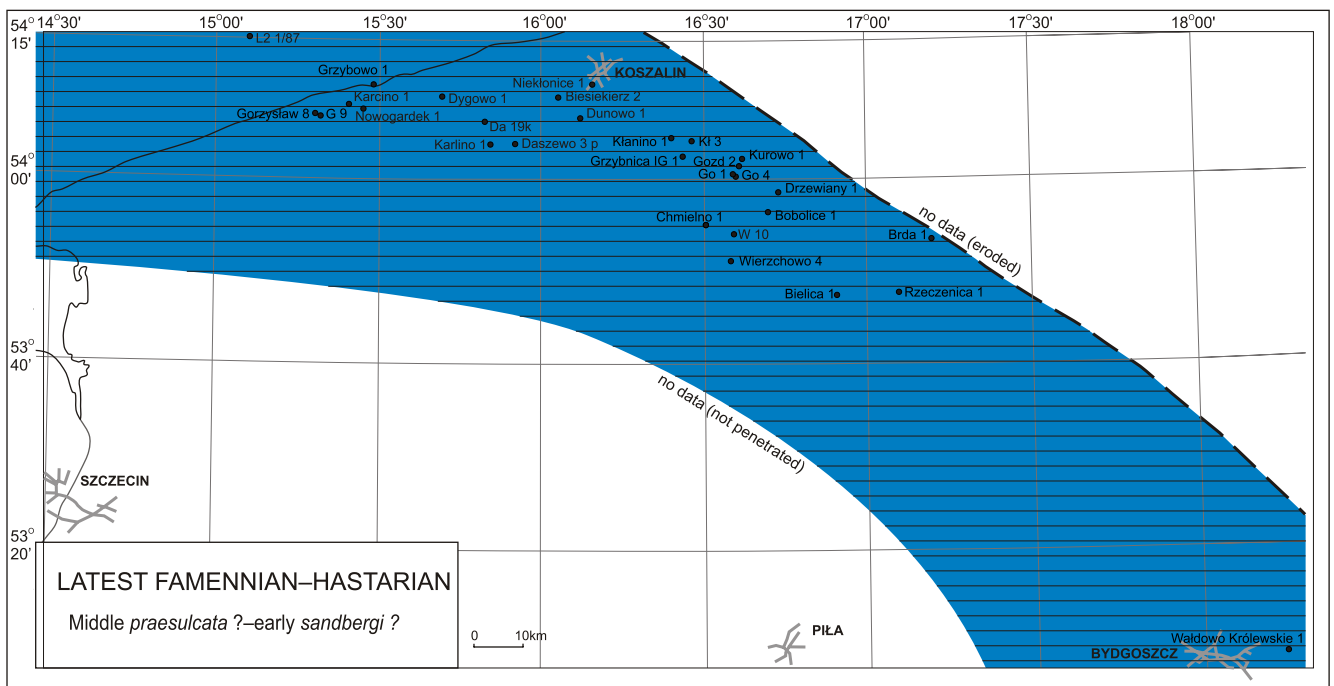 54° 14°30' 15°00' 15°30' 16°00' 16°30' 17°00' 17°30' 18°00'
15'
L2 1/87
Grzybowo 1
KOSZALIN
Niekłonice 1
Karcino 1
Dygowo 1
Biesiekierz 2
Gorzysław 8
G 9
Nowogardek 1
Dunowo 1
Da 19k
Karlino 1
Daszewo 3 p
Kłanino 1
Kł 3
54°
00'
Grzybnica IG 1
Gozd 2
Kurowo 1
Go 1
Go 4
Drzewiany 1
Chmielno 1
Bobolice 1
no data (eroded)
W 10
Brda 1
Wierzchowo 4
Bielica 1
Rzeczenica 1
53°
40'
no data (not penetrated)
SZCZECIN
53°
20'
LATEST FAMENNIAN–HASTARIAN
Middle praesulcata ?–early sandbergi ?
0 10km
PIŁA
Wałdowo Królewskie 1
BYDGOSZCZ